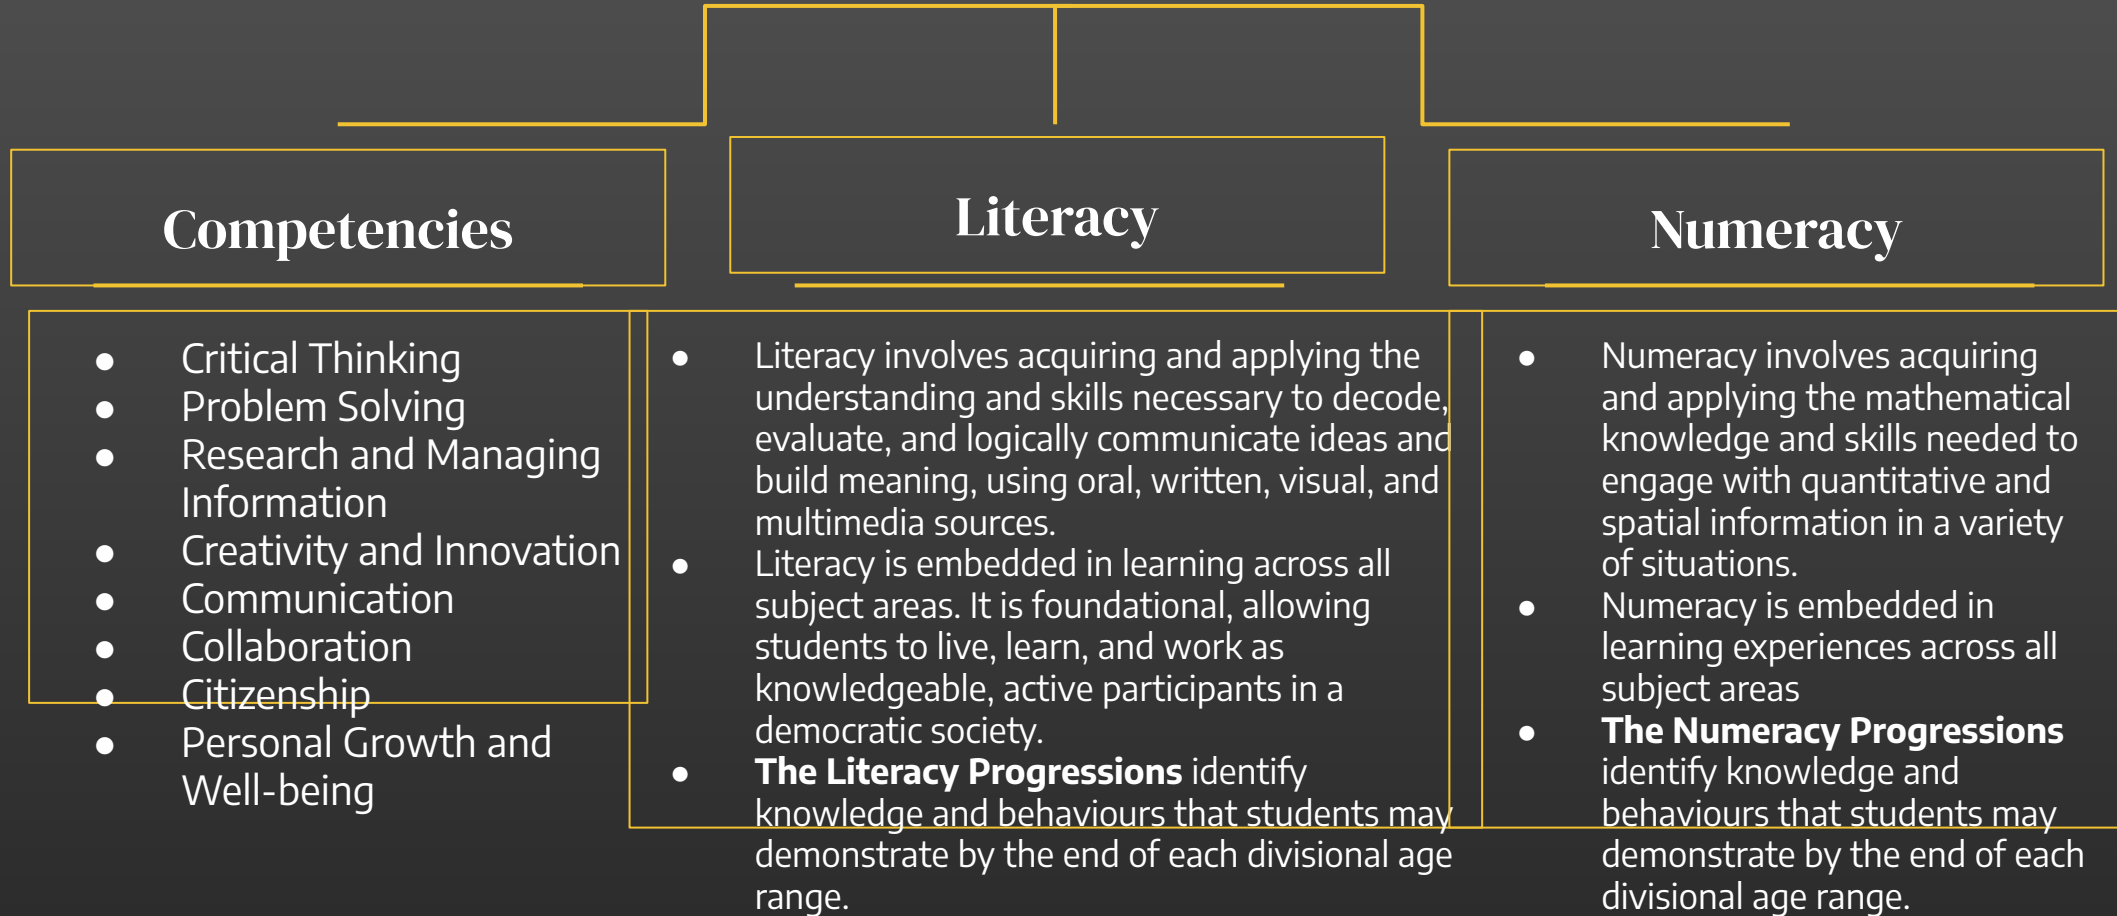 Competencies
● Critical Thinking
● Problem Solving
● Research and Managing
Information
● Creativity and Innovation
● Communication
● Collaboration
● Citizenship
● Personal Growth and
Well-being
Literacy
● Literacy involves acquiring and applying the
understanding and skills necessary to decode,
evaluate, and logically communicate ideas and
build meaning, using oral, written, visual, and
multimedia sources.
● Literacy is embedded in learning across all
subject areas. It is foundational, allowing
students to live, learn, and work as
knowledgeable, active participants in a
democratic society.
● The Literacy Progressions identify
knowledge and behaviours that students may
demonstrate by the end of each divisional age
range.
Numeracy
● Numeracy involves acquiring
and applying the mathematical
knowledge and skills needed to
engage with quantitative and
spatial information in a variety
of situations.
● Numeracy is embedded in
learning experiences across all
subject areas
● The Numeracy Progressions
identify knowledge and
behaviours that students may
demonstrate by the end of each
divisional age range.